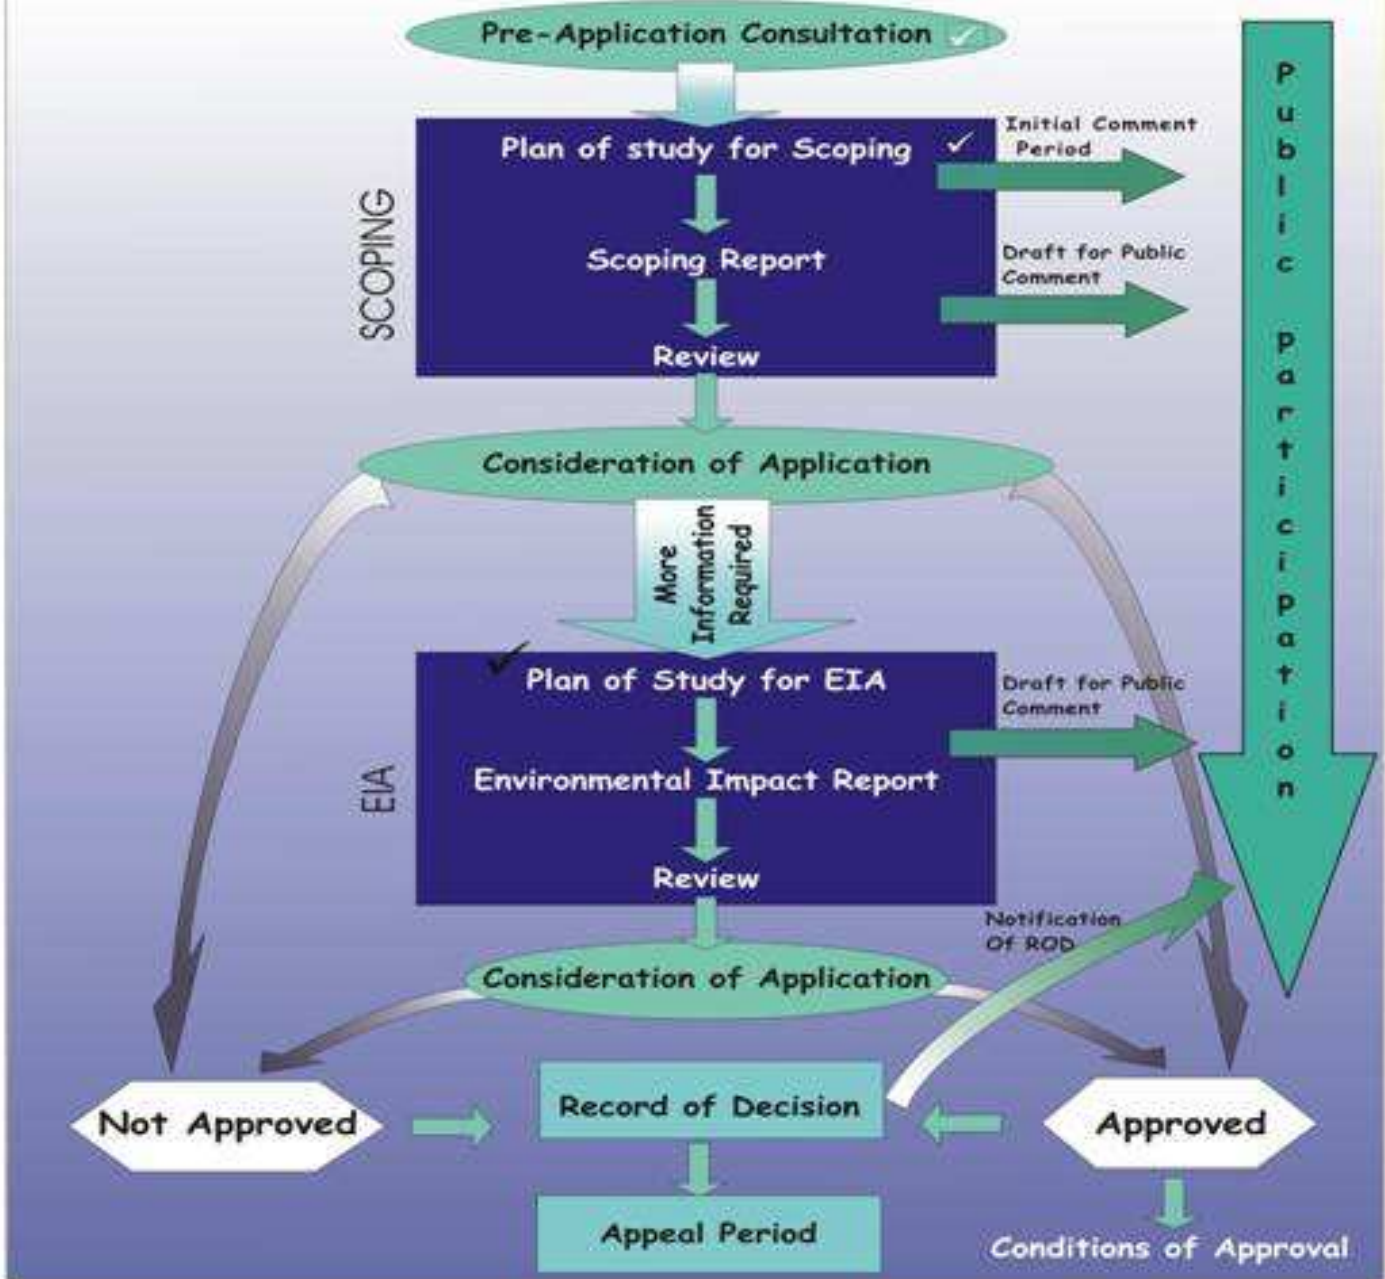 Pre-Application Consultation
Plan of study for Scoping
Initial Comment
Period
SCOPING
Scoping Report
Draft for Public
Comment
Review
Public participation
Consideration of Application
More
Information
Required
Plan of Study for EIA
Draft for Public
Comment
EIA
Environmental Impact Report
Review
Notification
Of ROD
Consideration of Application
Not Approved
Record of Decision
Approved
Appeal Period
Conditions of Approval